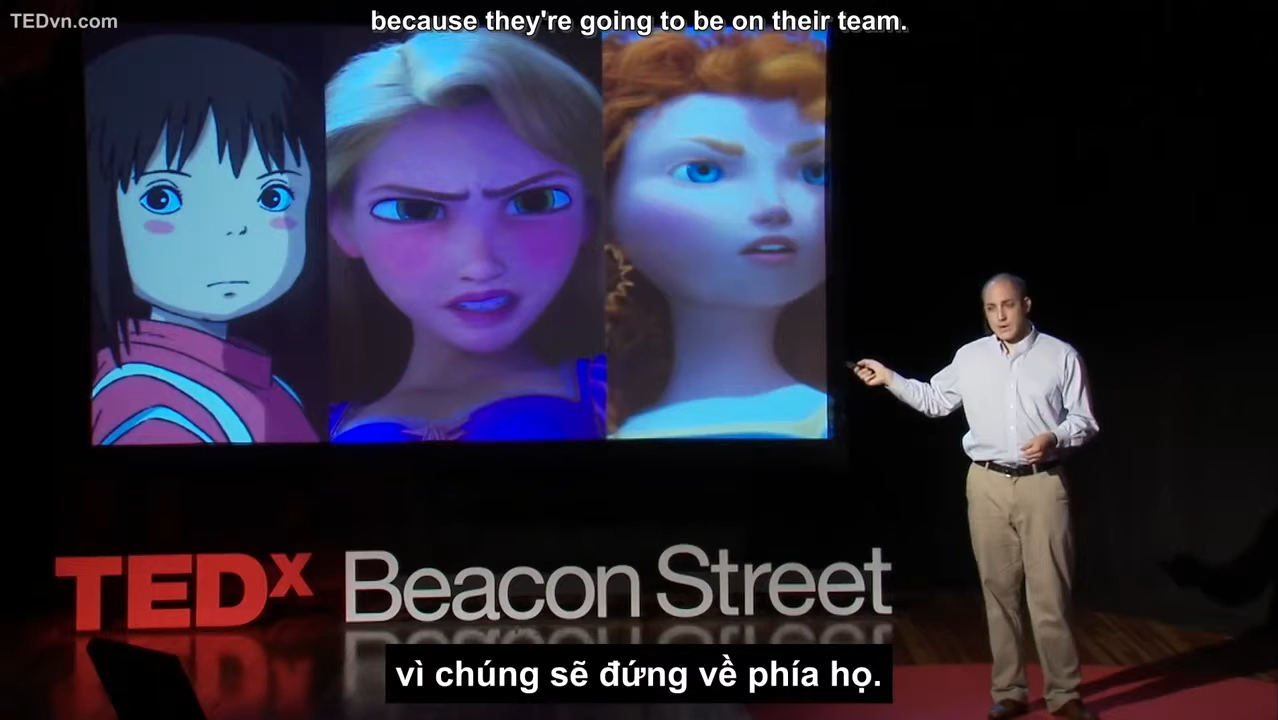 TEDvn.com
because they're going to be on their team.
TEDx Beacon Street
vì chúng sẽ đứng về phía họ.